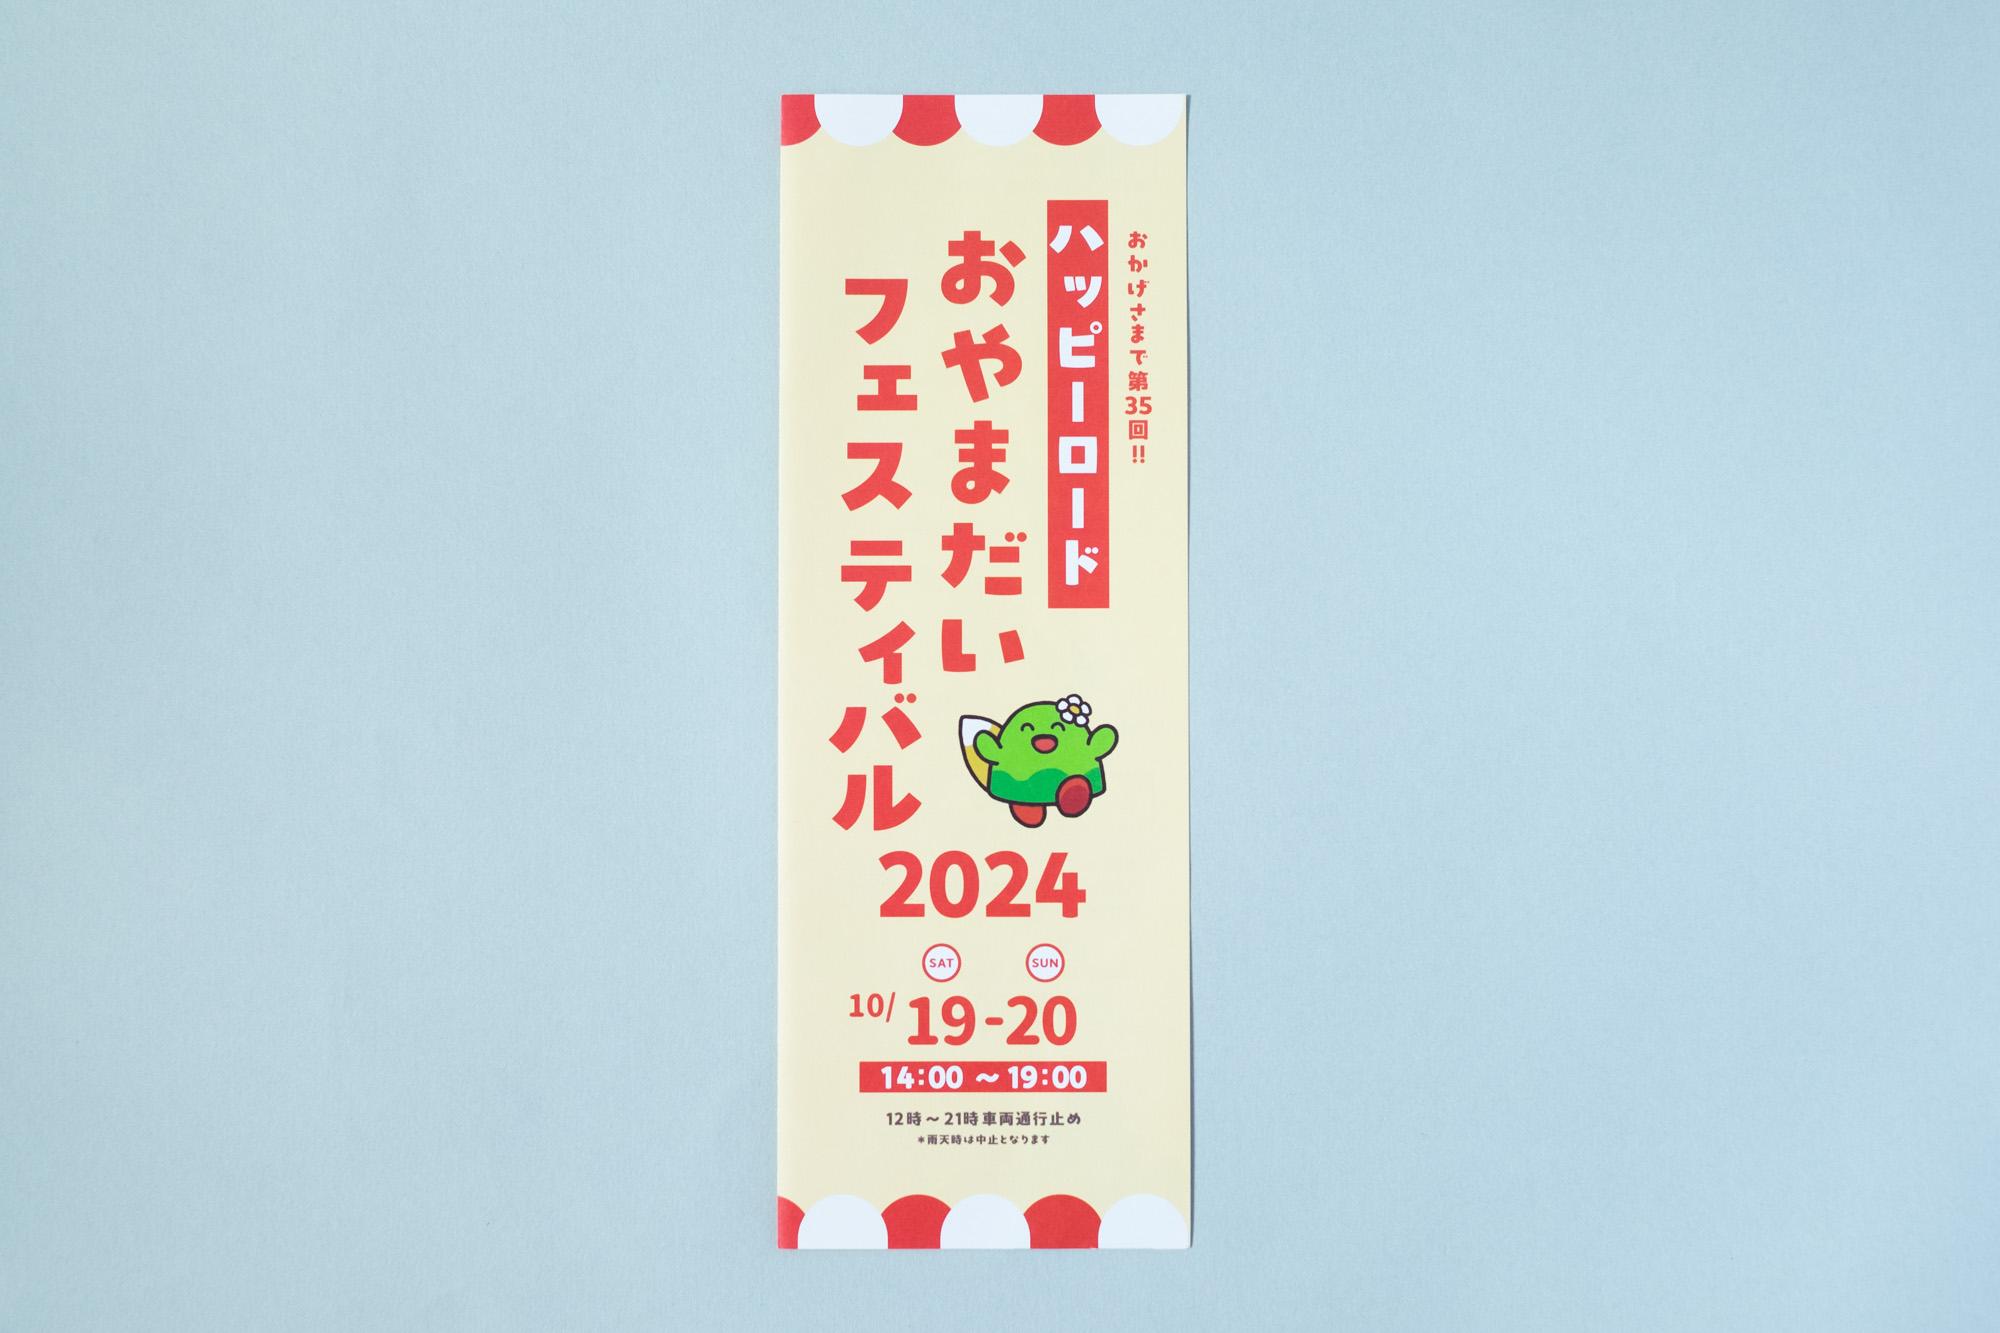 おかげさまで第35回!!
ハッピーロード
おやまだい
フェスティバル
2024
SAT SUN
10/19-20
14:00 〜 19:00
12時〜21時車両通行止め
*雨天時は中止となります